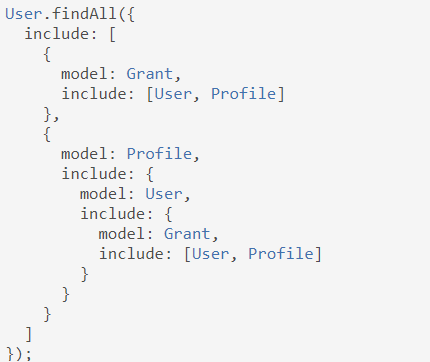 User.findAll({
  include: [
    {
      model: Grant,
      include: [User, Profile]
    },
    {
      model: Profile,
      include: {
        model: User,
        include: {
          model: Grant,
          include: [User, Profile]
        }
      }
    }
  ]
});